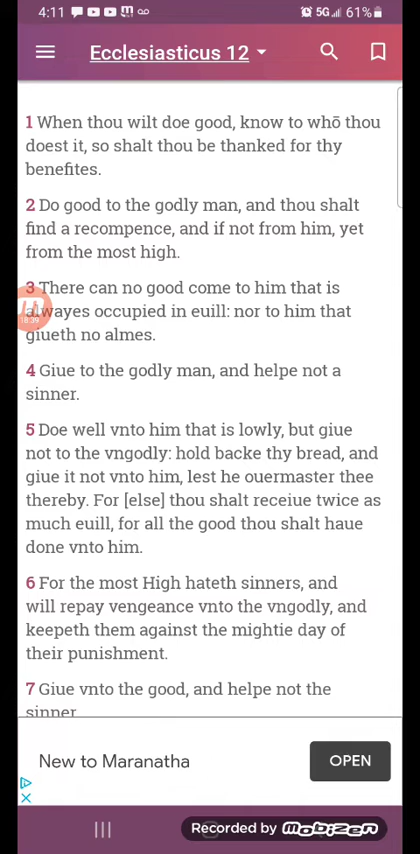 4:11 5G 61%
Ecclesiasticus 12
1 When thou wilt doe good, know to whō thou
doest it, so shalt thou be thanked for thy
benefites.
2 Do good to the godly man, and thou shalt
find a recompence, and if not from him, yet
from the most high.
3 There can no good come to him that is
alwayes occupied in euill: nor to him that
giueth no almes.
18:39
4 Giue to the godly man, and helpe not a
sinner.
5 Doe well vnto him that is lowly, but giue
not to the vngodly: hold backe thy bread, and
giue it not vnto him, lest he ouermaster thee
thereby. For [else] thou shalt receiue twice as
much euill, for all the good thou shalt haue
done vnto him.
6 For the most High hateth sinners, and
will repay vengeance vnto the vngodly, and
keepeth them against the mightie day of
their punishment.
7 Giue vnto the good, and helpe not the
sinner
New to Maranatha
OPEN
Recorded by mobizen